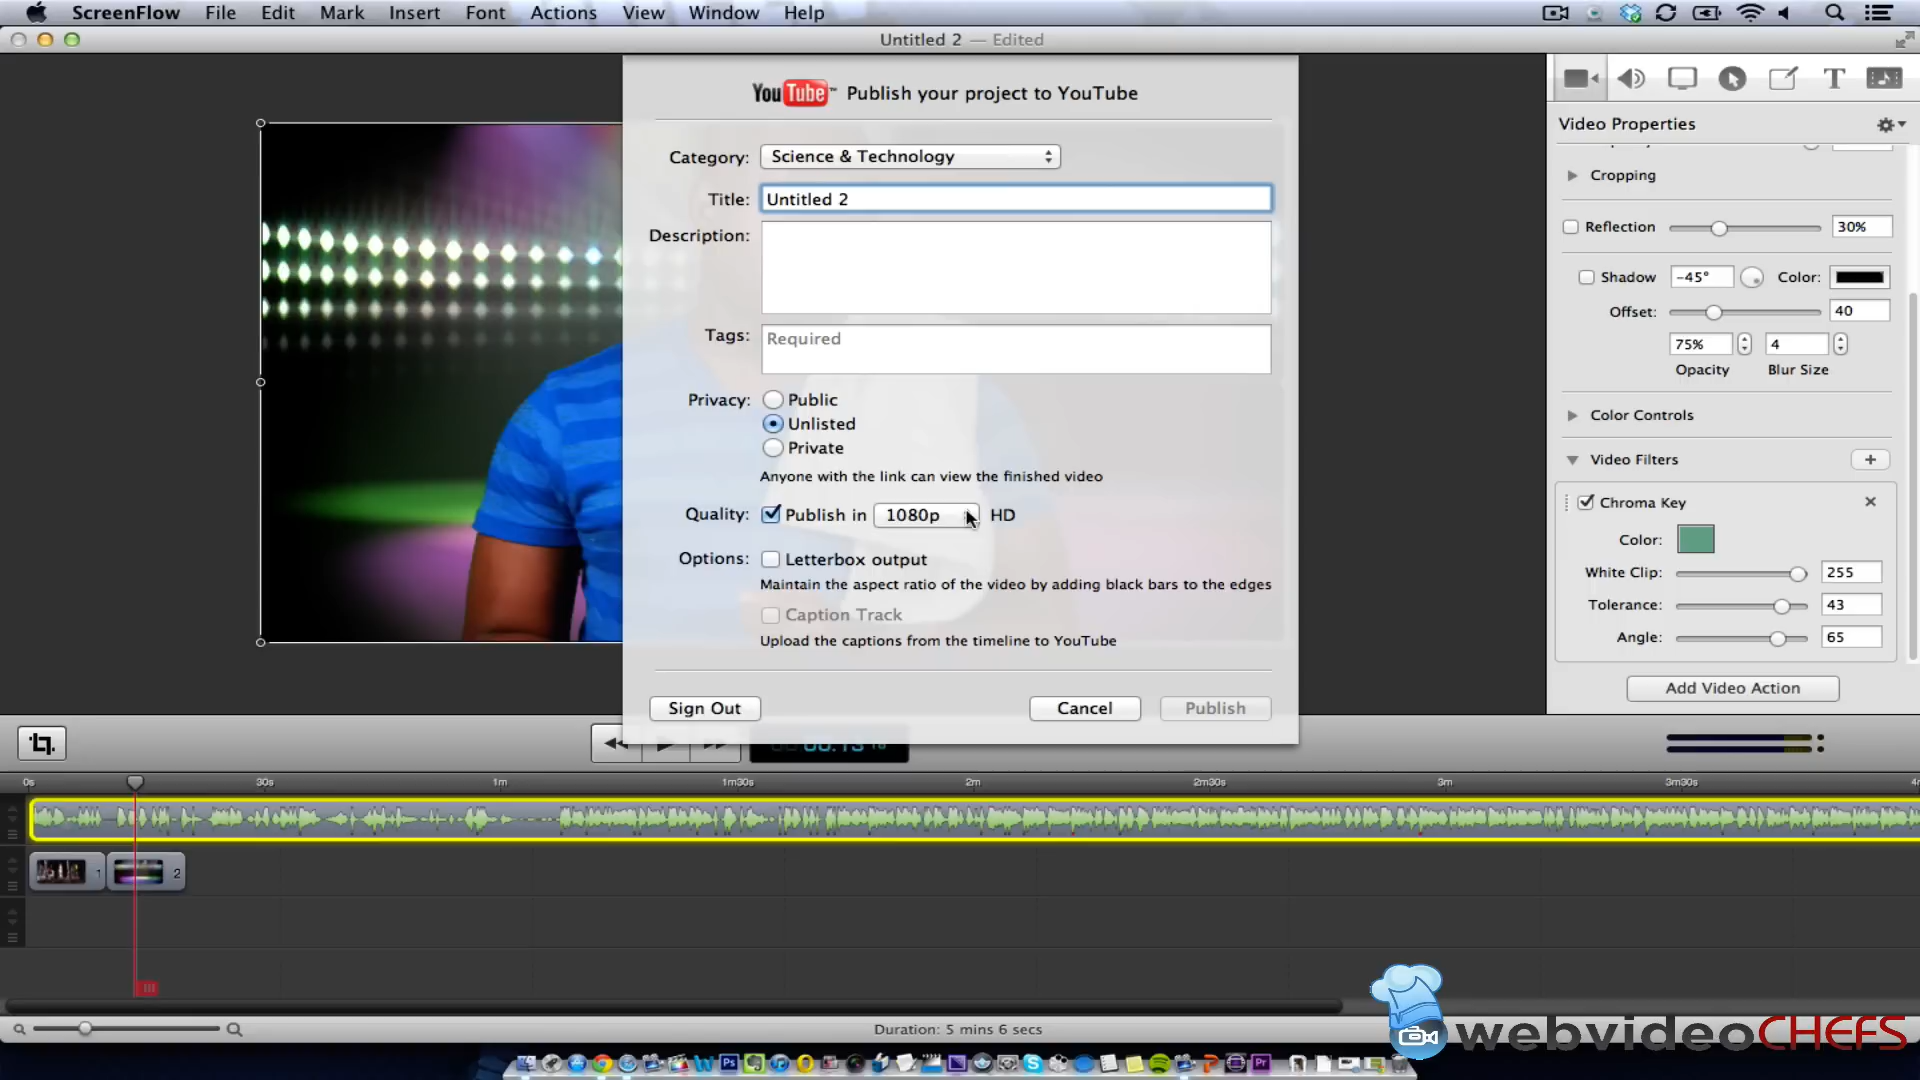 ScreenFlow File Edit Mark Insert Font Actions View Window Help
Untitled 2 — Edited
YouTube™ Publish your project to YouTube
Category: Science & Technology
Title: Untitled 2
Description:
Tags: Required
Privacy: Public
Unlisted
Private
Anyone with the link can view the finished video
Quality: Publish in 1080p HD
Options: Letterbox output
Maintain the aspect ratio of the video by adding black bars to the edges
Caption Track
Upload the captions from the timeline to YouTube
Sign Out Cancel Publish
Video Properties
Cropping
Reflection 30%
Shadow -45° Color:
Offset: 40
75% 4
Opacity Blur Size
Color Controls
Video Filters +
Chroma Key
Color:
White Clip: 255
Tolerance: 43
Angle: 65
Add Video Action
0s 30s 1m 1m30s 2m 2m30s 3m 3m30s
1 2
Duration: 5 mins 6 secs
webvideoCHEFS